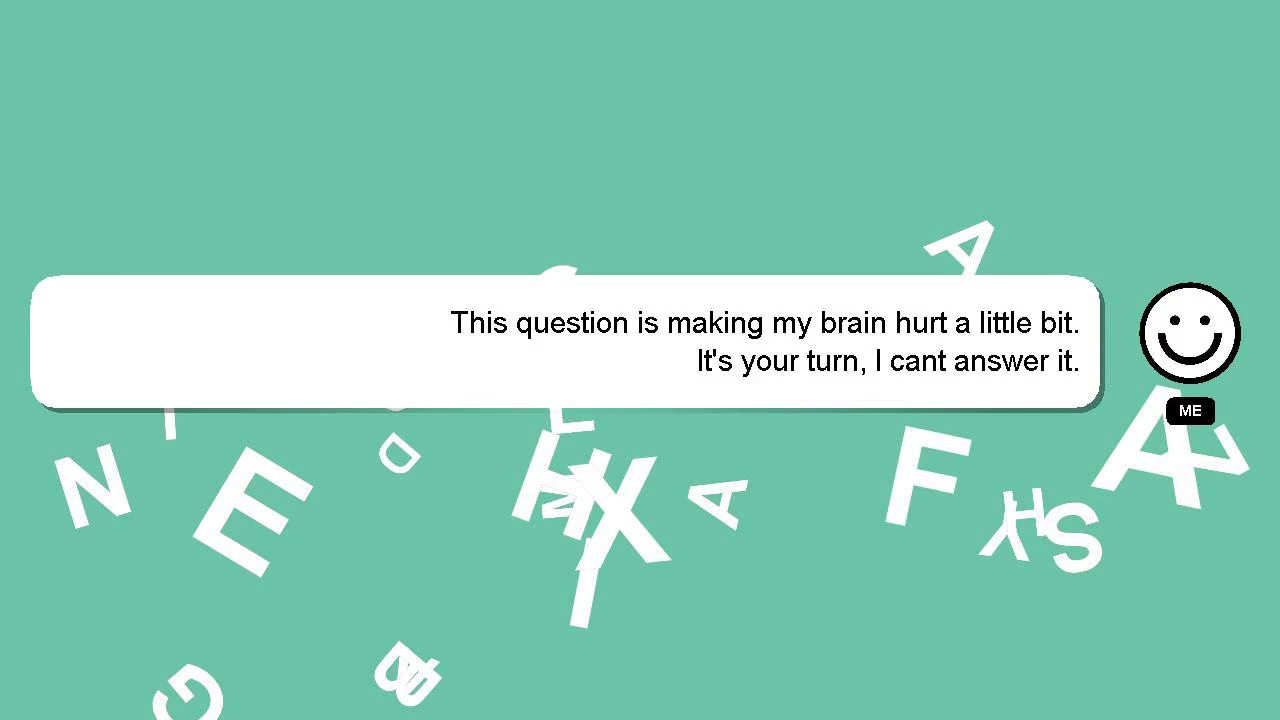 This question is making my brain hurt a little bit.
It's your turn, I cant answer it.
ME
A
N
E
D
X
A
F
A
S
H
G
B